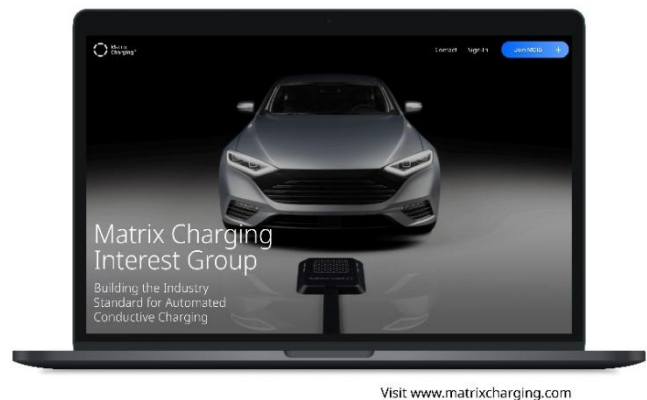 Matrix
Charging
Contact Sign In Join MCIG +
Matrix Charging
Interest Group
Building the Industry
Standard for Automated
Conductive Charging
Visit www.matrixcharging.com